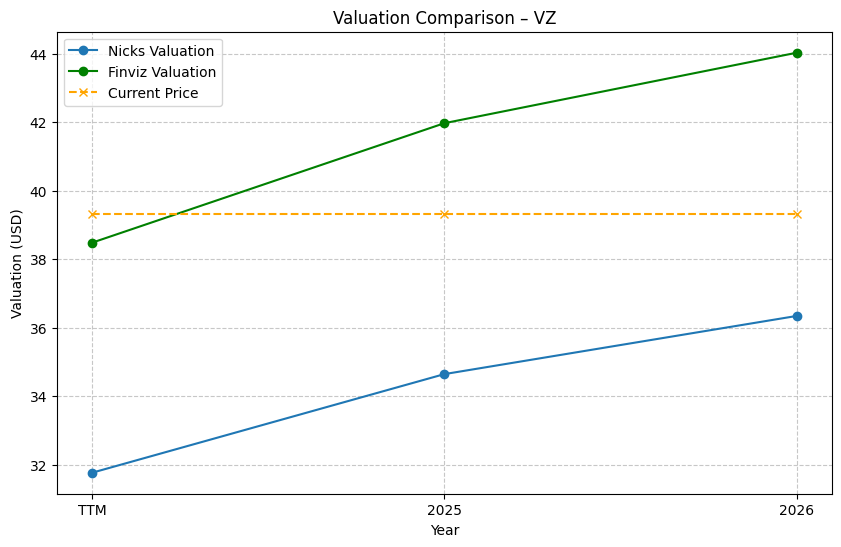 Valuation Comparison – VZ
Nicks Valuation
Finviz Valuation
Current Price
Valuation (USD)
44
42
40
38
36
34
32
TTM
2025
2026
Year